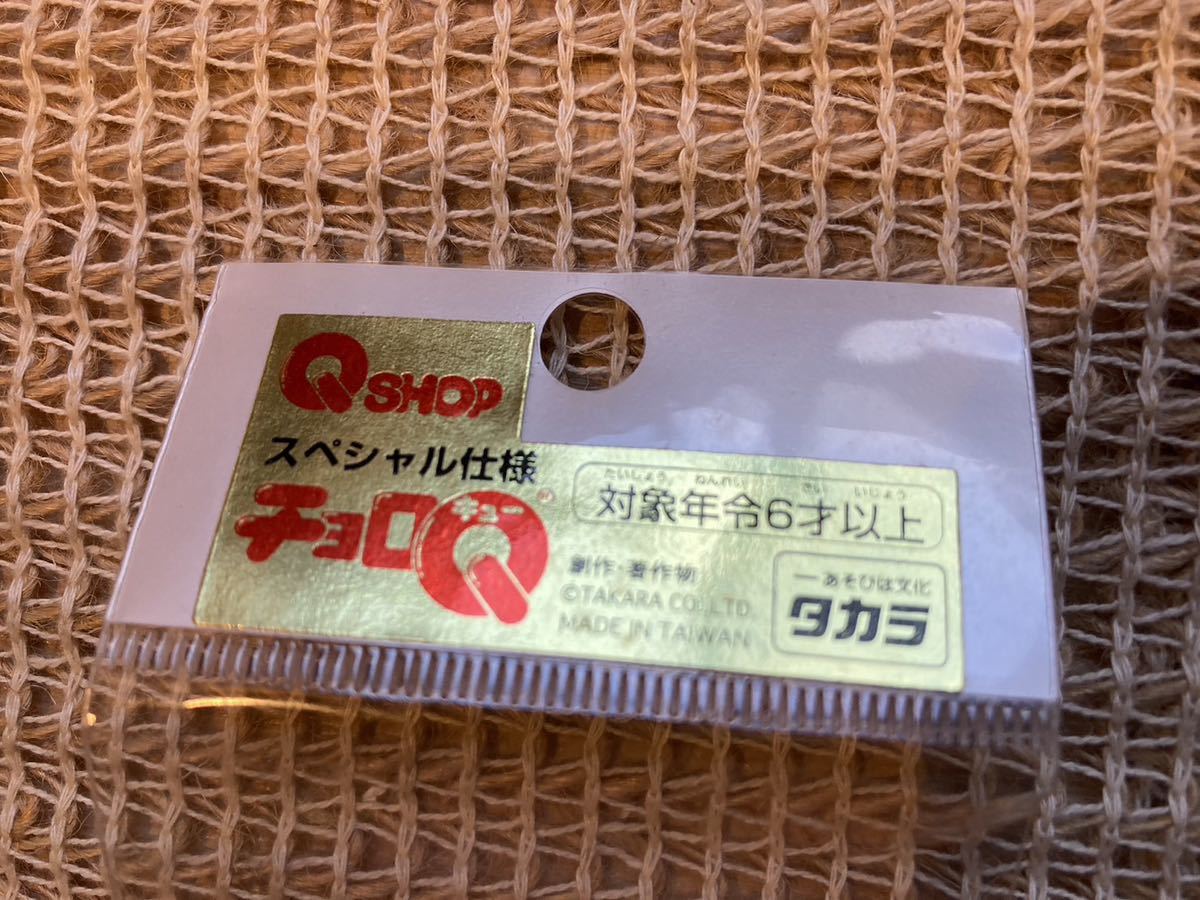 Q SHOP
スペシャル仕様
チョロQ®
キュー
たいしょう ねんれい さい いじょう
対象年令6才以上
創作・著作物
©TAKARA CO.,LTD.
MADE IN TAIWAN
ーあそびは文化
タカラ